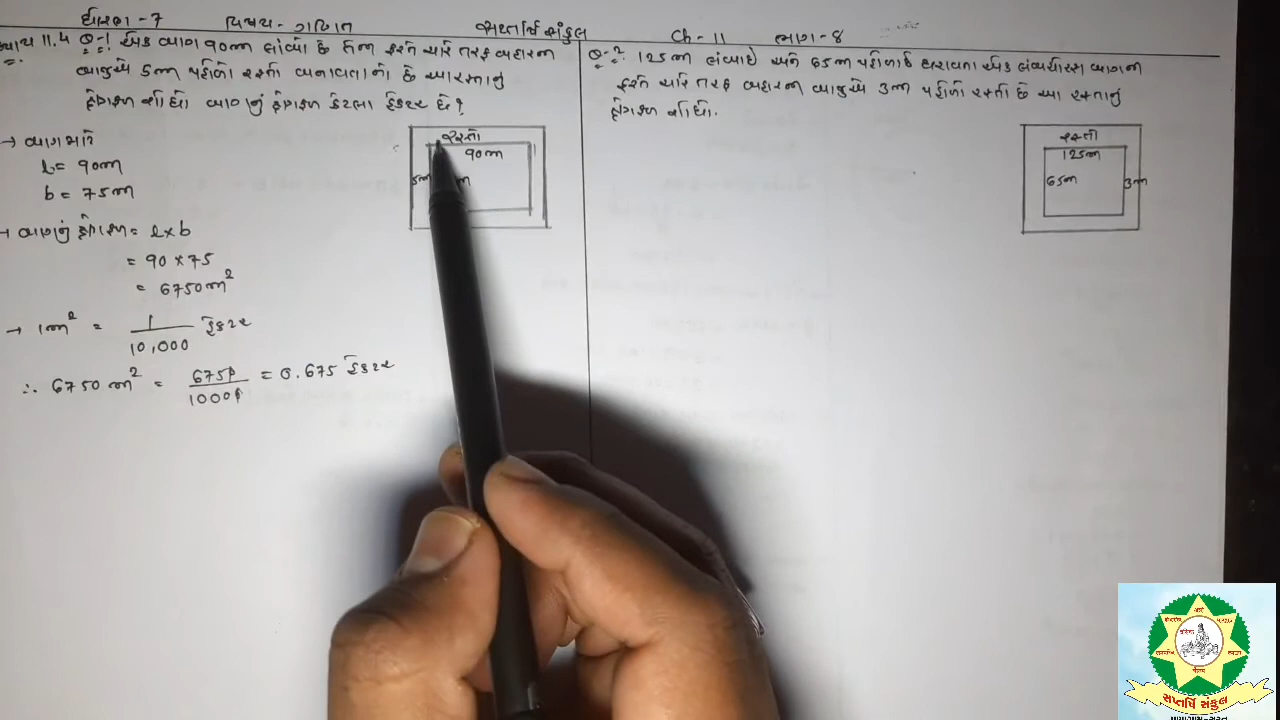 ધોરણ - 7 વિષય - ગણિત સપ્તર્ષિ સંકુલ Ch - 11 ભાગ - 8
સ્વાધ્યાય 11.4 Q-1 એક બાગ 90m લાંબો છે તેની ફરતે ચારે તરફ બહારની
બાજુએ 5m પહોળો રસ્તો બનાવવાનો છે આ રસ્તાનું
ક્ષેત્રફળ શોધો બાગનું ક્ષેત્રફળ કેટલા હેક્ટર છે?
→ બાગ માટે
l = 90m
b = 75m
→ બાગનું ક્ષેત્રફળ = l × b
= 90 × 75
= 6750 m²
→ 1m² = 1/10,000 હેક્ટર
∴ 6750 m² = 6750/10000 = 0.675 હેક્ટર
રસ્તો
90m
5m
Q-2 125m લંબાઈ અને 65m પહોળાઈ ધરાવતા એક લંબચોરસ બાગની
ફરતે ચારે તરફ બહારની બાજુએ 3m પહોળો રસ્તો છે આ રસ્તાનું
ક્ષેત્રફળ શોધો.
રસ્તો
125m
65m 3m
સપ્તર્ષિ સંકુલ